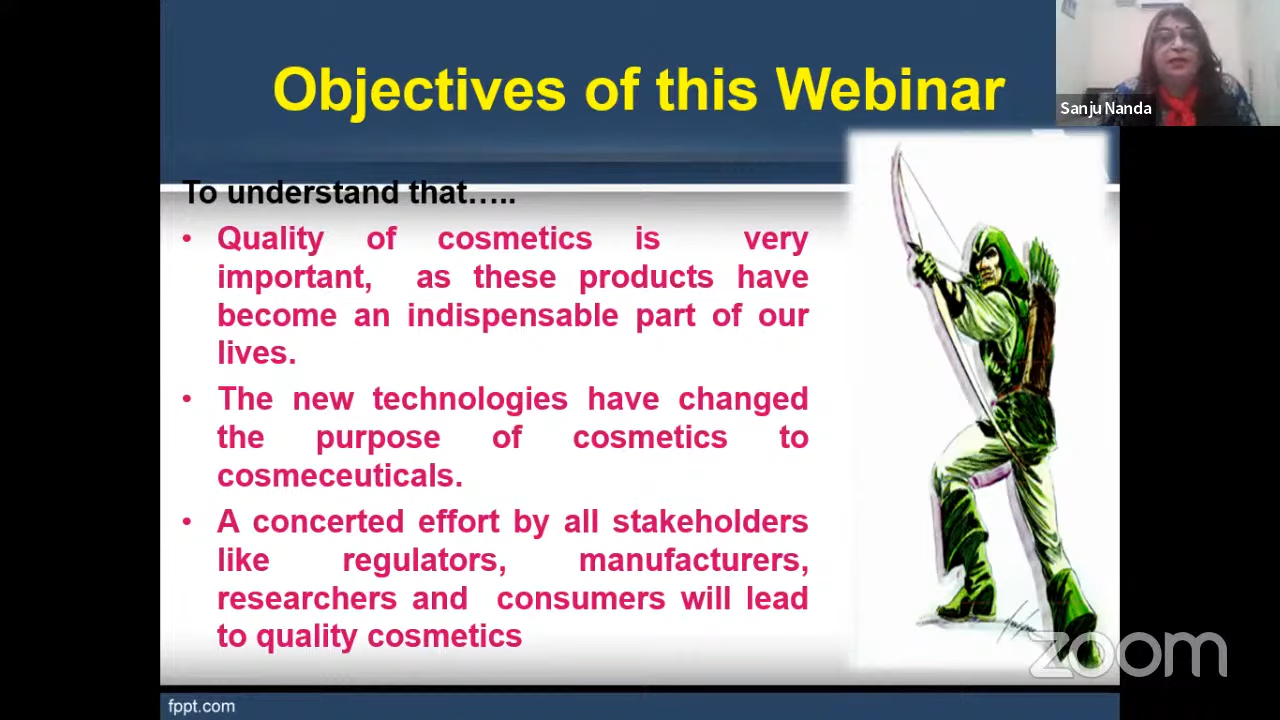 Objectives of this Webinar
Sanju Nanda
To understand that…..
• Quality of cosmetics is very
important, as these products have
become an indispensable part of our
lives.
• The new technologies have changed
the purpose of cosmetics to
cosmeceuticals.
• A concerted effort by all stakeholders
like regulators, manufacturers,
researchers and consumers will lead
to quality cosmetics
zoom
fppt.com